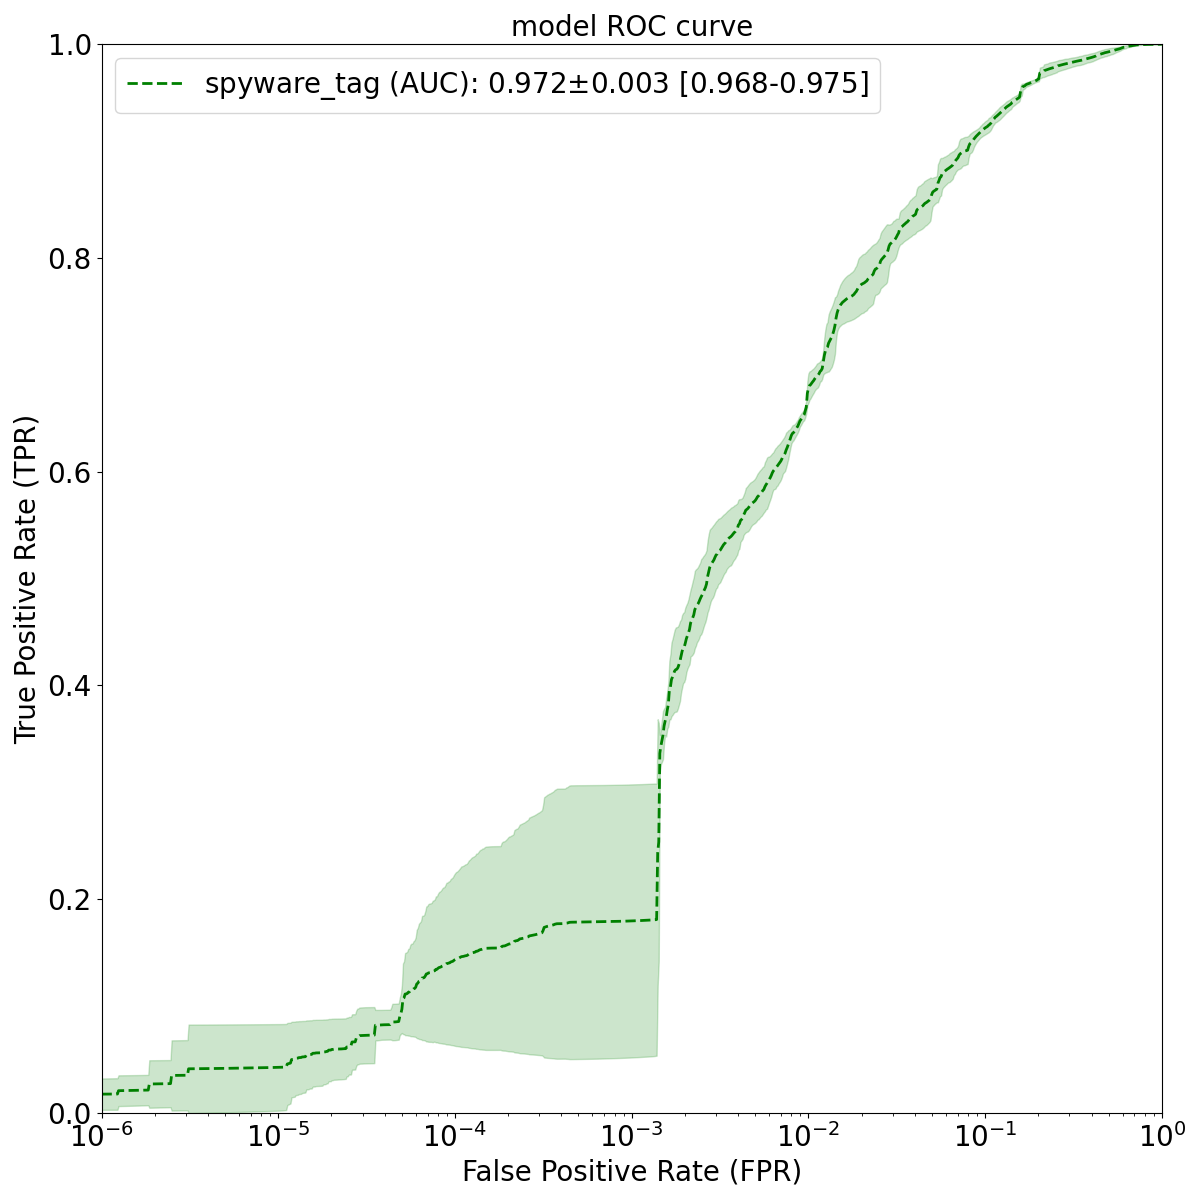 model ROC curve
spyware_tag (AUC): 0.972±0.003 [0.968-0.975]
1.0
0.8
0.6
0.4
0.2
0.0
True Positive Rate (TPR)
10⁻⁶ 10⁻⁵ 10⁻⁴ 10⁻³ 10⁻² 10⁻¹ 10⁰
False Positive Rate (FPR)